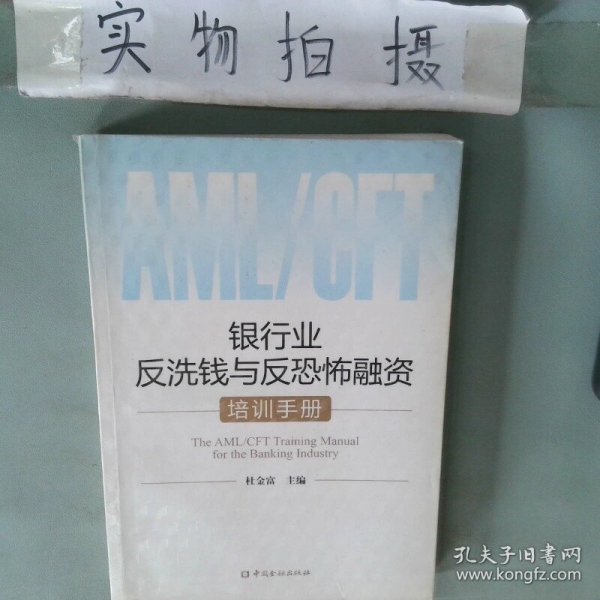 实物拍摄
AML/CFT
银行业
反洗钱与反恐怖融资
培训手册
The AML/CFT Training Manual
for the Banking Industry
杜金富 主编
中国金融出版社
孔夫子旧书网
www.kongfz.com